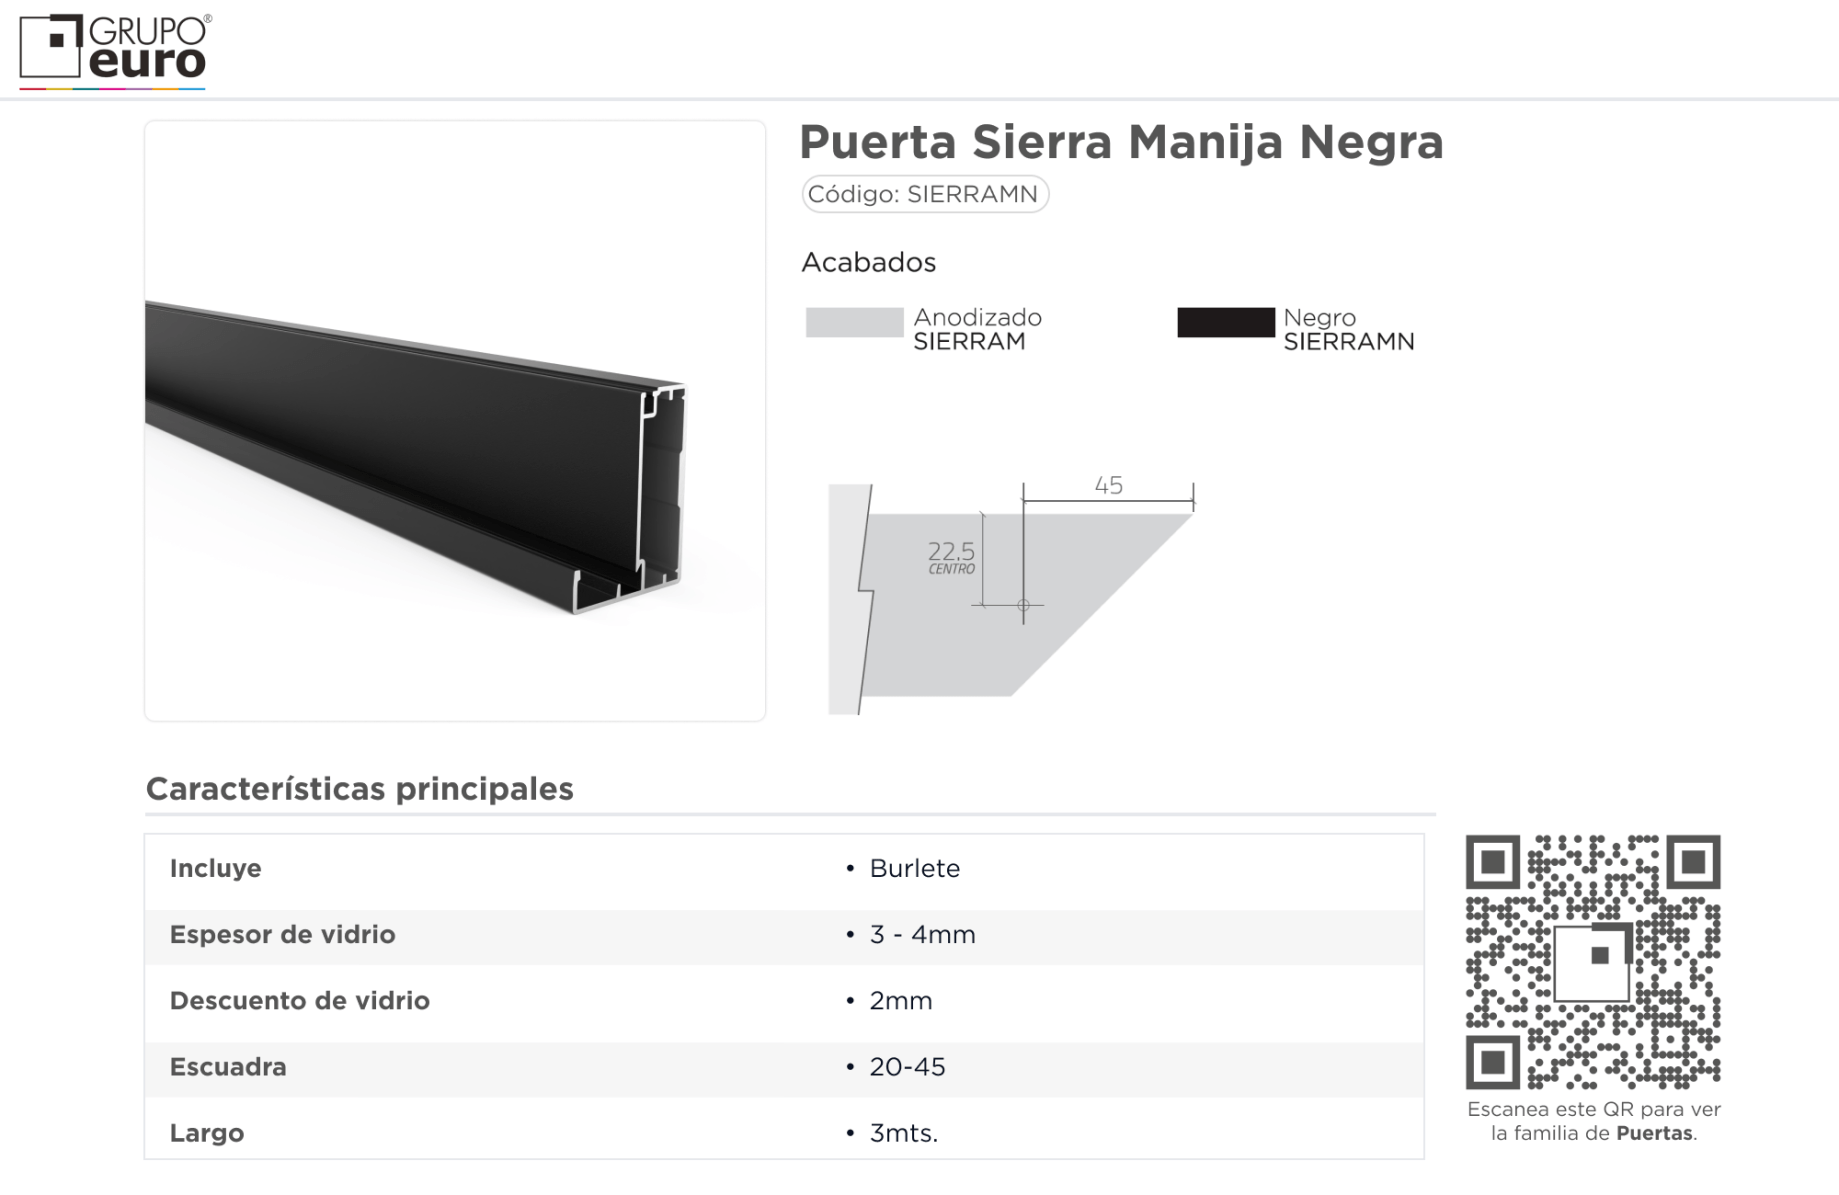 GRUPO®
euro
Puerta Sierra Manija Negra
Código: SIERRAMN
Acabados
Anodizado
SIERRAM
Negro
SIERRAMN
45
22.5
CENTRO
Características principales
Incluye
• Burlete
Espesor de vidrio
• 3 - 4mm
Descuento de vidrio
• 2mm
Escuadra
• 20-45
Largo
• 3mts.
Escanea este QR para ver
la familia de Puertas.